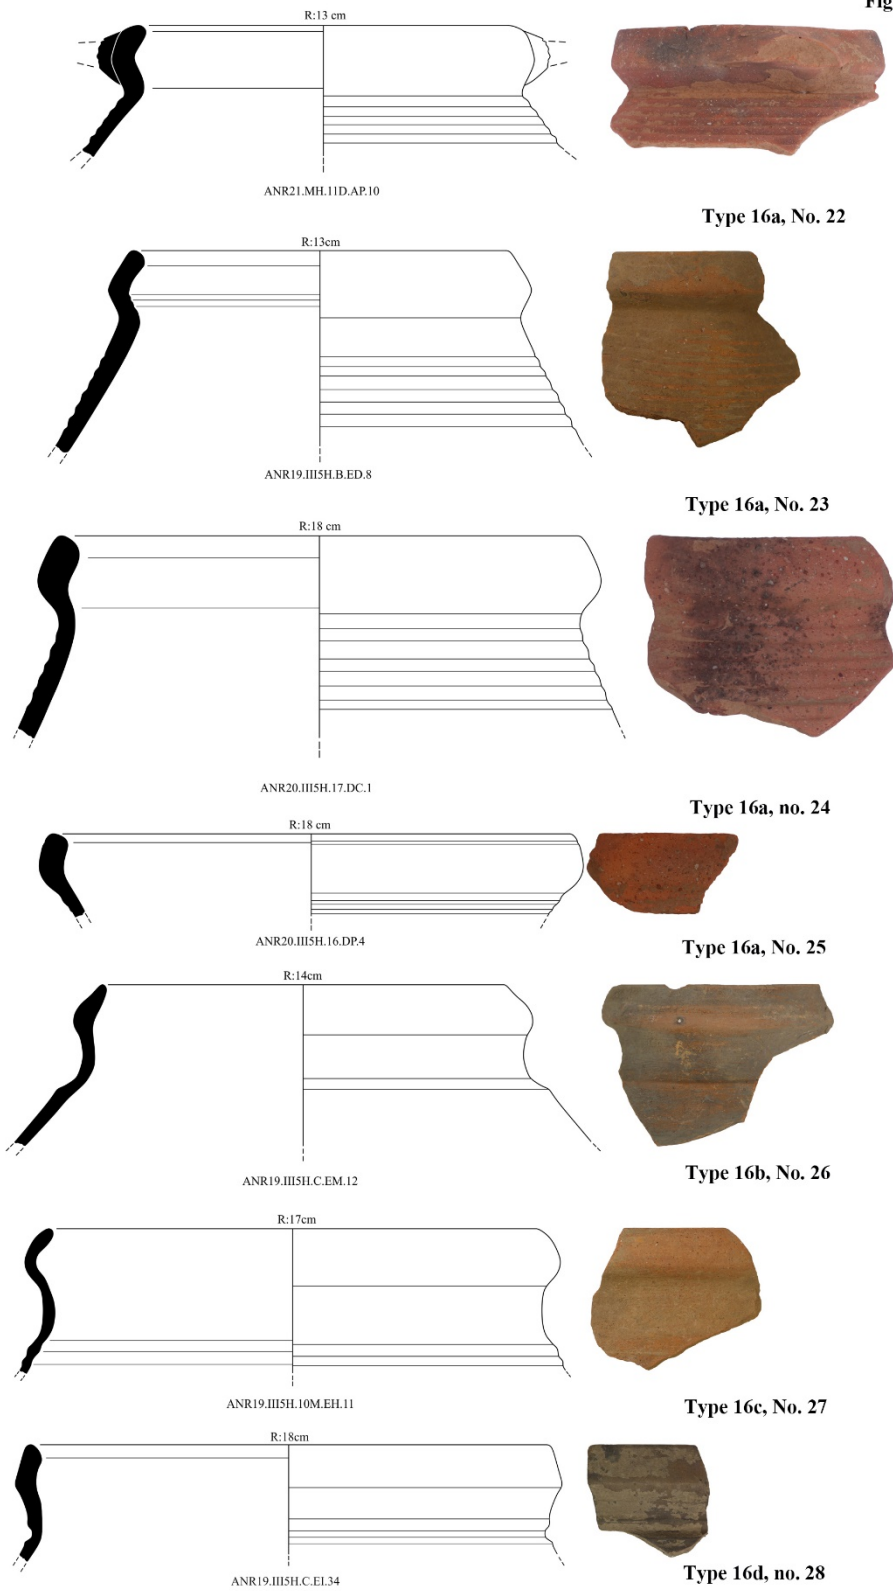 Fig
R:13 cm
ANR21.MH.11D.AP.10
Type 16a, No. 22
R:13cm
ANR19.III5H.B.ED.8
Type 16a, No. 23
R:18 cm
ANR20.III5H.17.DC.1
Type 16a, no. 24
R:18 cm
ANR20.III5H.16.DP.4
Type 16a, No. 25
R:14cm
ANR19.III5H.C.EM.12
Type 16b, No. 26
R:17cm
ANR19.III5H.10M.EH.11
Type 16c, No. 27
R:18cm
ANR19.III5H.C.EI.34
Type 16d, no. 28